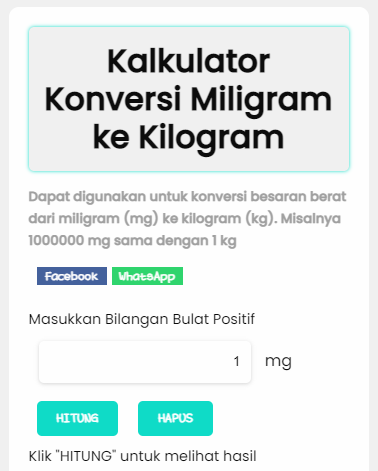 Kalkulator
Konversi Miligram
ke Kilogram
Dapat digunakan untuk konversi besaran berat
dari miligram (mg) ke kilogram (kg). Misalnya
1000000 mg sama dengan 1 kg
Facebook WhatsApp
Masukkan Bilangan Bulat Positif
1 mg
HITUNG HAPUS
Klik "HITUNG" untuk melihat hasil